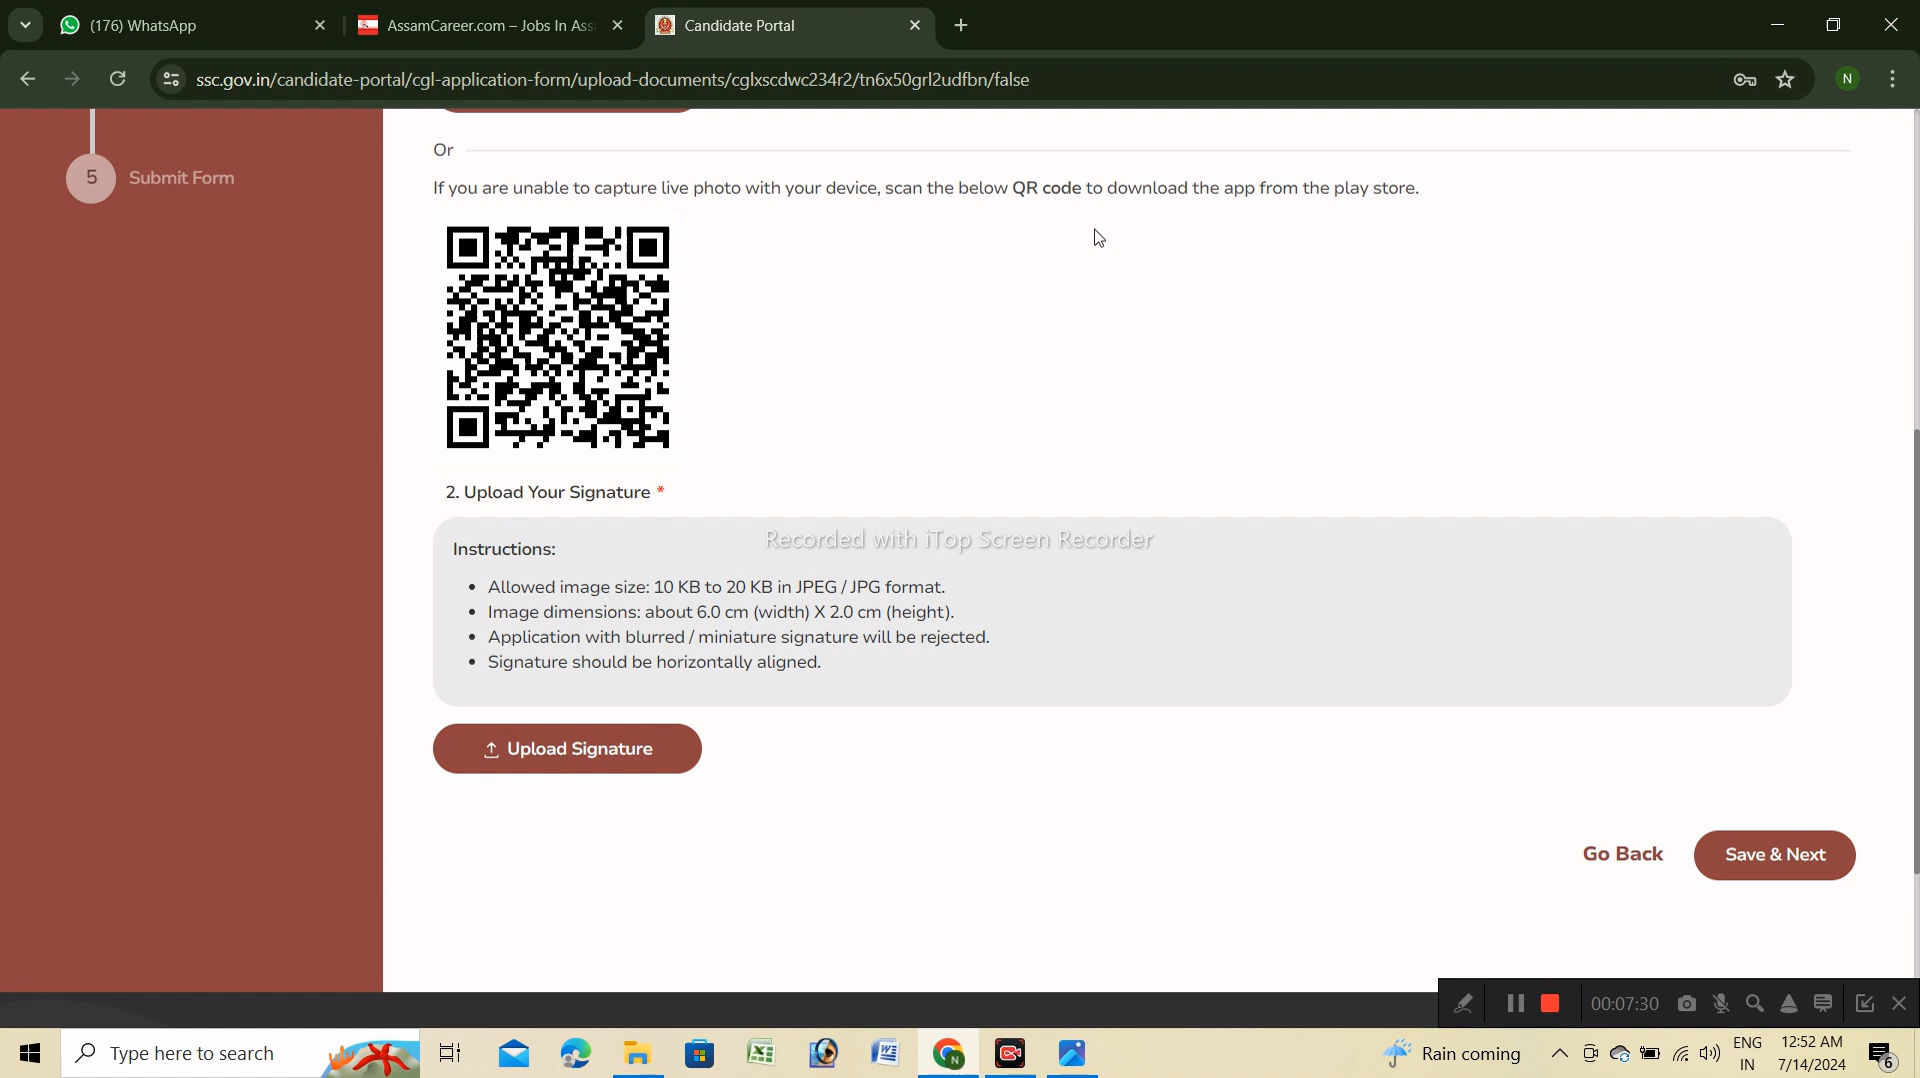 (176) WhatsApp
AssamCareer.com – Jobs In Ass
Candidate Portal
ssc.gov.in/candidate-portal/cgl-application-form/upload-documents/cglxscdwc234r2/tn6x50grl2udfbn/false
N
5 Submit Form
Or
If you are unable to capture live photo with your device, scan the below QR code to download the app from the play store.
2. Upload Your Signature *
Recorded with iTop Screen Recorder
Instructions:
• Allowed image size: 10 KB to 20 KB in JPEG / JPG format.
• Image dimensions: about 6.0 cm (width) X 2.0 cm (height).
• Application with blurred / miniature signature will be rejected.
• Signature should be horizontally aligned.
Upload Signature
Go Back
Save & Next
00:07:30
Type here to search
Rain coming
ENG
IN
12:52 AM
7/14/2024
6